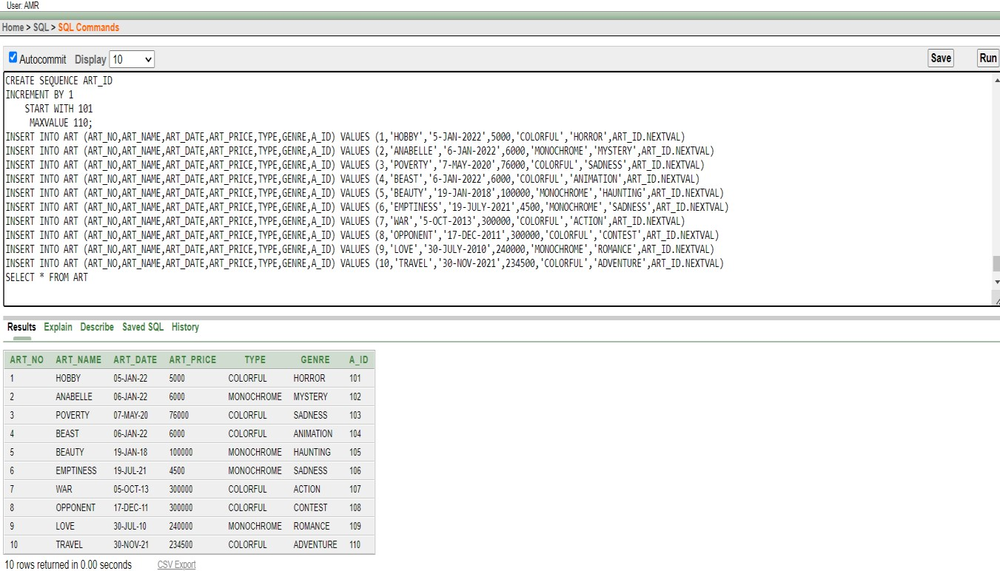 User: AMR
Home > SQL > SQL Commands
Autocommit Display 10 Save Run
CREATE SEQUENCE ART_ID
INCREMENT BY 1
START WITH 101
MAXVALUE 110;
INSERT INTO ART (ART_NO,ART_NAME,ART_DATE,ART_PRICE,TYPE,GENRE,A_ID) VALUES (1,'HOBBY','5-JAN-2022',5000,'COLORFUL','HORROR',ART_ID.NEXTVAL)
INSERT INTO ART (ART_NO,ART_NAME,ART_DATE,ART_PRICE,TYPE,GENRE,A_ID) VALUES (2,'ANABELLE','6-JAN-2022',6000,'MONOCHROME','MYSTERY',ART_ID.NEXTVAL)
INSERT INTO ART (ART_NO,ART_NAME,ART_DATE,ART_PRICE,TYPE,GENRE,A_ID) VALUES (3,'POVERTY','7-MAY-2020',76000,'COLORFUL','SADNESS',ART_ID.NEXTVAL)
INSERT INTO ART (ART_NO,ART_NAME,ART_DATE,ART_PRICE,TYPE,GENRE,A_ID) VALUES (4,'BEAST','6-JAN-2022',6000,'COLORFUL','ANIMATION',ART_ID.NEXTVAL)
INSERT INTO ART (ART_NO,ART_NAME,ART_DATE,ART_PRICE,TYPE,GENRE,A_ID) VALUES (5,'BEAUTY','19-JAN-2018',100000,'MONOCHROME','HAUNTING',ART_ID.NEXTVAL)
INSERT INTO ART (ART_NO,ART_NAME,ART_DATE,ART_PRICE,TYPE,GENRE,A_ID) VALUES (6,'EMPTINESS','19-JULY-2021',4500,'MONOCHROME','SADNESS',ART_ID.NEXTVAL)
INSERT INTO ART (ART_NO,ART_NAME,ART_DATE,ART_PRICE,TYPE,GENRE,A_ID) VALUES (7,'WAR','5-OCT-2013',300000,'COLORFUL','ACTION',ART_ID.NEXTVAL)
INSERT INTO ART (ART_NO,ART_NAME,ART_DATE,ART_PRICE,TYPE,GENRE,A_ID) VALUES (8,'OPPONENT','17-DEC-2011',300000,'COLORFUL','CONTEST',ART_ID.NEXTVAL)
INSERT INTO ART (ART_NO,ART_NAME,ART_DATE,ART_PRICE,TYPE,GENRE,A_ID) VALUES (9,'LOVE','30-JULY-2010',240000,'MONOCHROME','ROMANCE',ART_ID.NEXTVAL)
INSERT INTO ART (ART_NO,ART_NAME,ART_DATE,ART_PRICE,TYPE,GENRE,A_ID) VALUES (10,'TRAVEL','30-NOV-2021',234500,'COLORFUL','ADVENTURE',ART_ID.NEXTVAL)
SELECT * FROM ART
Results Explain Describe Saved SQL History
ART_NO ART_NAME ART_DATE ART_PRICE TYPE GENRE A_ID
1 HOBBY 05-JAN-22 5000 COLORFUL HORROR 101
2 ANABELLE 06-JAN-22 6000 MONOCHROME MYSTERY 102
3 POVERTY 07-MAY-20 76000 COLORFUL SADNESS 103
4 BEAST 06-JAN-22 6000 COLORFUL ANIMATION 104
5 BEAUTY 19-JAN-18 100000 MONOCHROME HAUNTING 105
6 EMPTINESS 19-JUL-21 4500 MONOCHROME SADNESS 106
7 WAR 05-OCT-13 300000 COLORFUL ACTION 107
8 OPPONENT 17-DEC-11 300000 COLORFUL CONTEST 108
9 LOVE 30-JUL-10 240000 MONOCHROME ROMANCE 109
10 TRAVEL 30-NOV-21 234500 COLORFUL ADVENTURE 110
10 rows returned in 0.00 seconds CSV Export